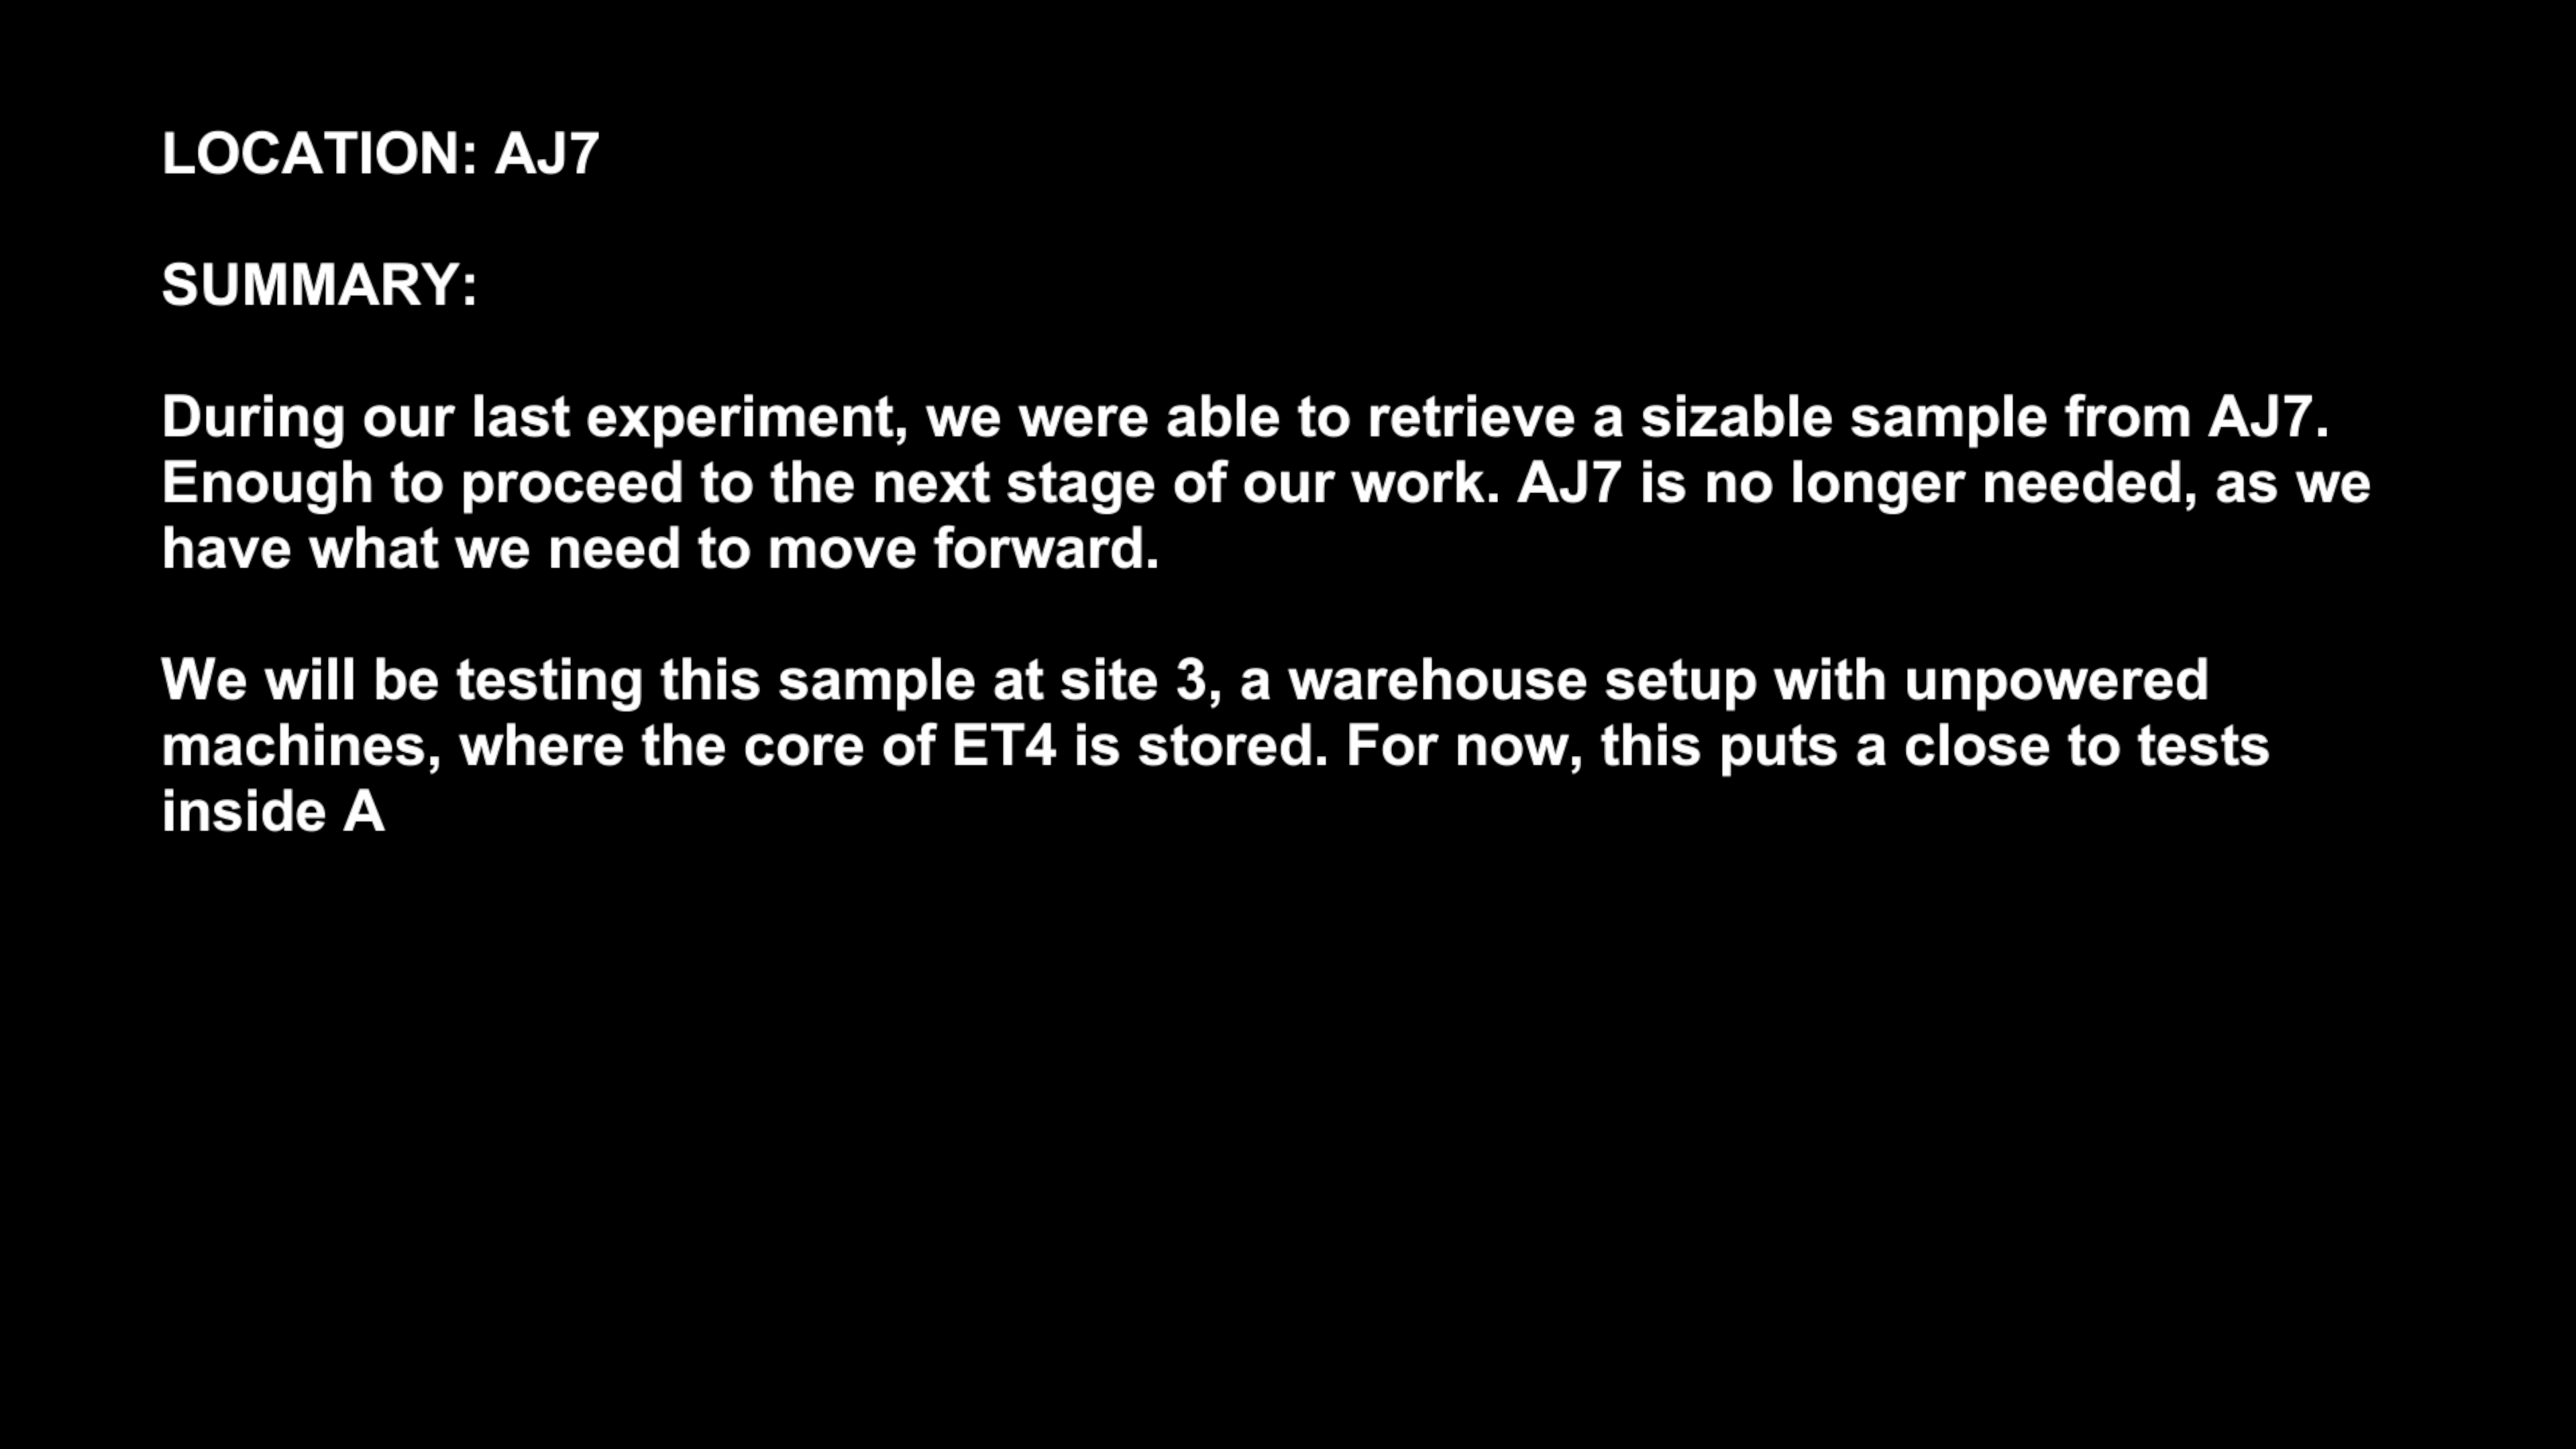 LOCATION: AJ7
SUMMARY:
During our last experiment, we were able to retrieve a sizable sample from AJ7.
Enough to proceed to the next stage of our work. AJ7 is no longer needed, as we
have what we need to move forward.
We will be testing this sample at site 3, a warehouse setup with unpowered
machines, where the core of ET4 is stored. For now, this puts a close to tests
inside A